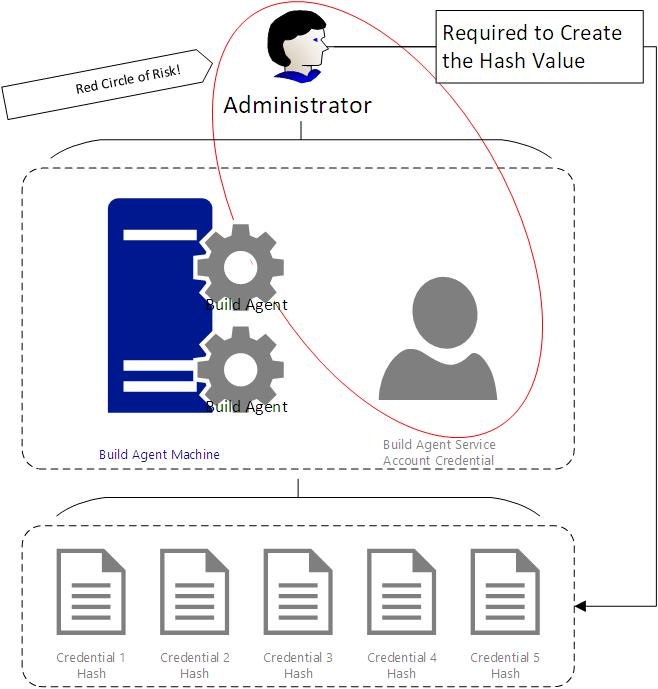 Required to Create
the Hash Value
Red Circle of Risk!
Administrator
Build Agent
Build Agent
Build Agent Machine
Build Agent Service
Account Credential
Credential 1
Hash
Credential 2
Hash
Credential 3
Hash
Credential 4
Hash
Credential 5
Hash